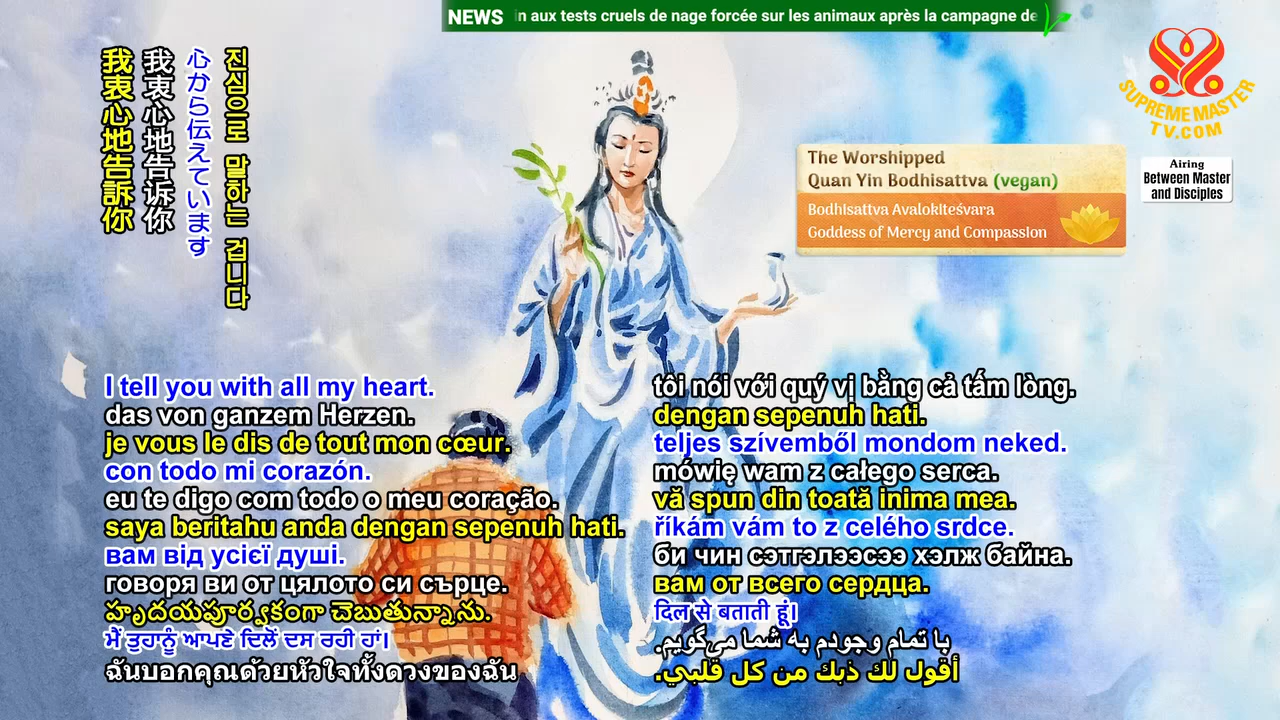 NEWS in aux tests cruels de nage forcée sur les animaux après la campagne de
SUPREME MASTER
TV.COM
The Worshipped
Quan Yin Bodhisattva (vegan)
Bodhisattva Avalokiteśvara
Goddess of Mercy and Compassion
Airing
Between Master
and Disciples
我衷心地告訴你
我衷心地告诉你
心から伝えています
진심으로 말하는 겁니다
I tell you with all my heart.
das von ganzem Herzen.
je vous le dis de tout mon cœur.
con todo mi corazón.
eu te digo com todo o meu coração.
saya beritahu anda dengan sepenuh hati.
вам від усієї душі.
говоря ви от цялото си сърце.
హృదయపూర్వకంగా చెబుతున్నాను.
ਮੈਂ ਤੁਹਾਨੂੰ ਆਪਣੇ ਦਿਲੋਂ ਦਸ ਰਹੀ ਹਾਂ।
ฉันบอกคุณด้วยหัวใจทั้งดวงของฉัน
tôi nói với quý vị bằng cả tấm lòng.
dengan sepenuh hati.
teljes szívemből mondom neked.
mówię wam z całego serca.
vă spun din toată inima mea.
říkám vám to z celého srdce.
би чин сэтгэлээсээ хэлж байна.
вам от всего сердца.
दिल से बताती हूं।
با تمام وجودم به شما می‌گویم.
أقول لك ذبك من كل قلبي.